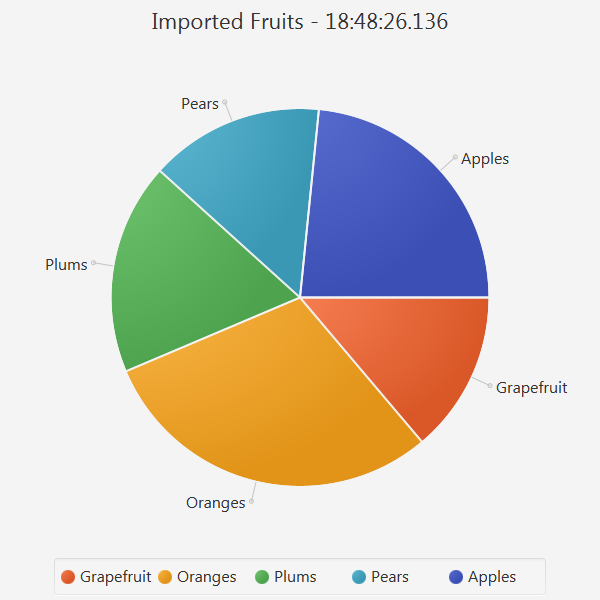 Imported Fruits - 18:48:26.136
Pears
Apples
Plums
Grapefruit
Oranges
Grapefruit Oranges Plums Pears Apples